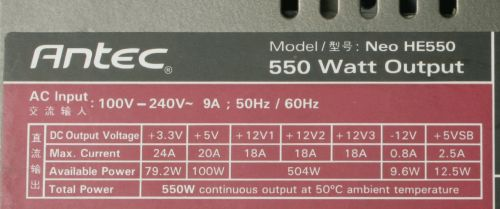 Antec®
Model/型号: Neo HE550
550 Watt Output
AC Input : 100V–240V~ 9A ; 50Hz / 60Hz
交流输入
直流输出
DC Output Voltage +3.3V +5V +12V1 +12V2 +12V3 -12V +5VSB
Max. Current 24A 20A 18A 18A 18A 0.8A 2.5A
Available Power 79.2W 100W 504W 9.6W 12.5W
Total Power 550W continuous output at 50°C ambient temperature